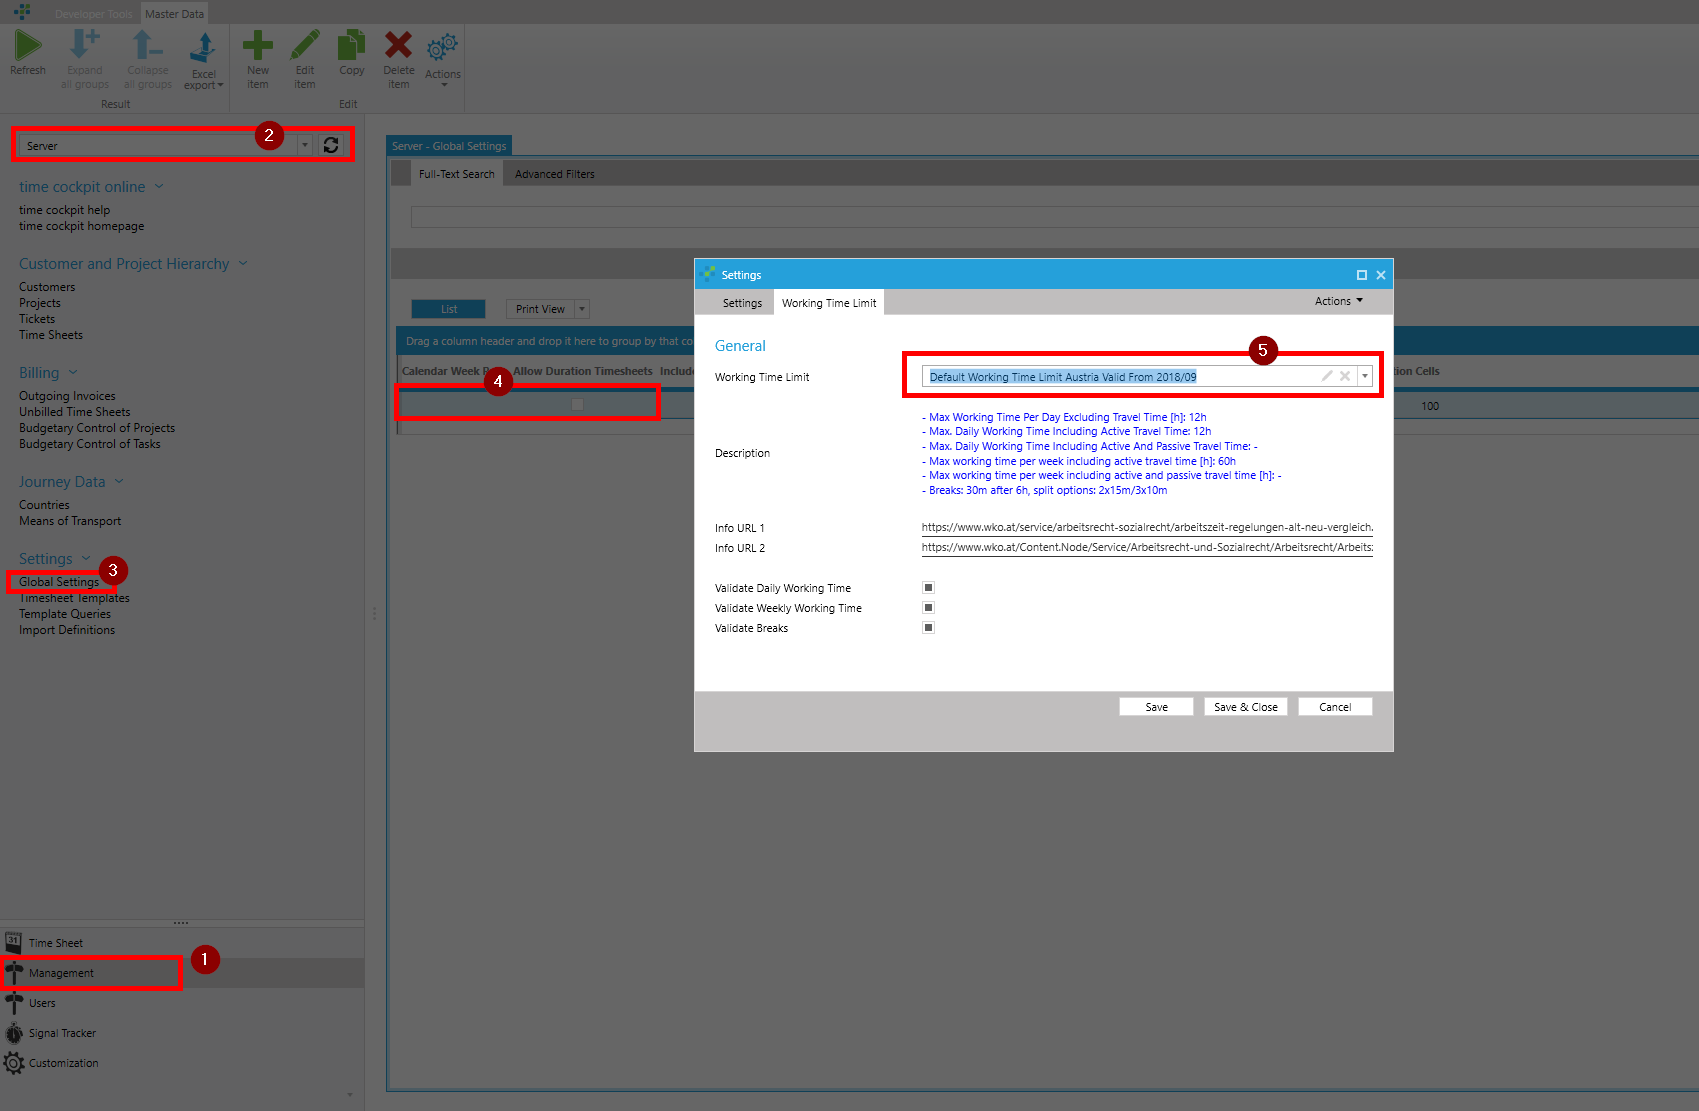 Developer Tools
Master Data
Refresh
Expand
all groups
Collapse
all groups
Excel
export
Result
New
item
Edit
item
Copy
Delete
item
Actions
Edit
2
Server
time cockpit online
time cockpit help
time cockpit homepage
Customer and Project Hierarchy
Customers
Projects
Tickets
Time Sheets
Billing
Outgoing Invoices
Unbilled Time Sheets
Budgetary Control of Projects
Budgetary Control of Tasks
Journey Data
Countries
Means of Transport
Settings
3
Global Settings
Timesheet Templates
Template Queries
Import Definitions
31
Time Sheet
1
Management
Users
Signal Tracker
Customization
Server - Global Settings
Full-Text Search
Advanced Filters
List
Print View
Drag a column header and drop it here to group by that co
Calendar Week R
4
Allow Duration Timesheets
Include
ion Cells
100
Settings
Settings
Working Time Limit
Actions
General
5
Working Time Limit
Default Working Time Limit Austria Valid From 2018/09
Description
- Max Working Time Per Day Excluding Travel Time [h]: 12h
- Max. Daily Working Time Including Active Travel Time: 12h
- Max. Daily Working Time Including Active And Passive Travel Time: -
- Max working time per week including active travel time [h]: 60h
- Max working time per week including active and passive travel time [h]: -
- Breaks: 30m after 6h, split options: 2x15m/3x10m
Info URL 1
https://www.wko.at/service/arbeitsrecht-sozialrecht/arbeitszeit-regelungen-alt-neu-vergleich.
Info URL 2
https://www.wko.at/Content.Node/Service/Arbeitsrecht-und-Sozialrecht/Arbeitsrecht/Arbeits:
Validate Daily Working Time
Validate Weekly Working Time
Validate Breaks
Save
Save & Close
Cancel